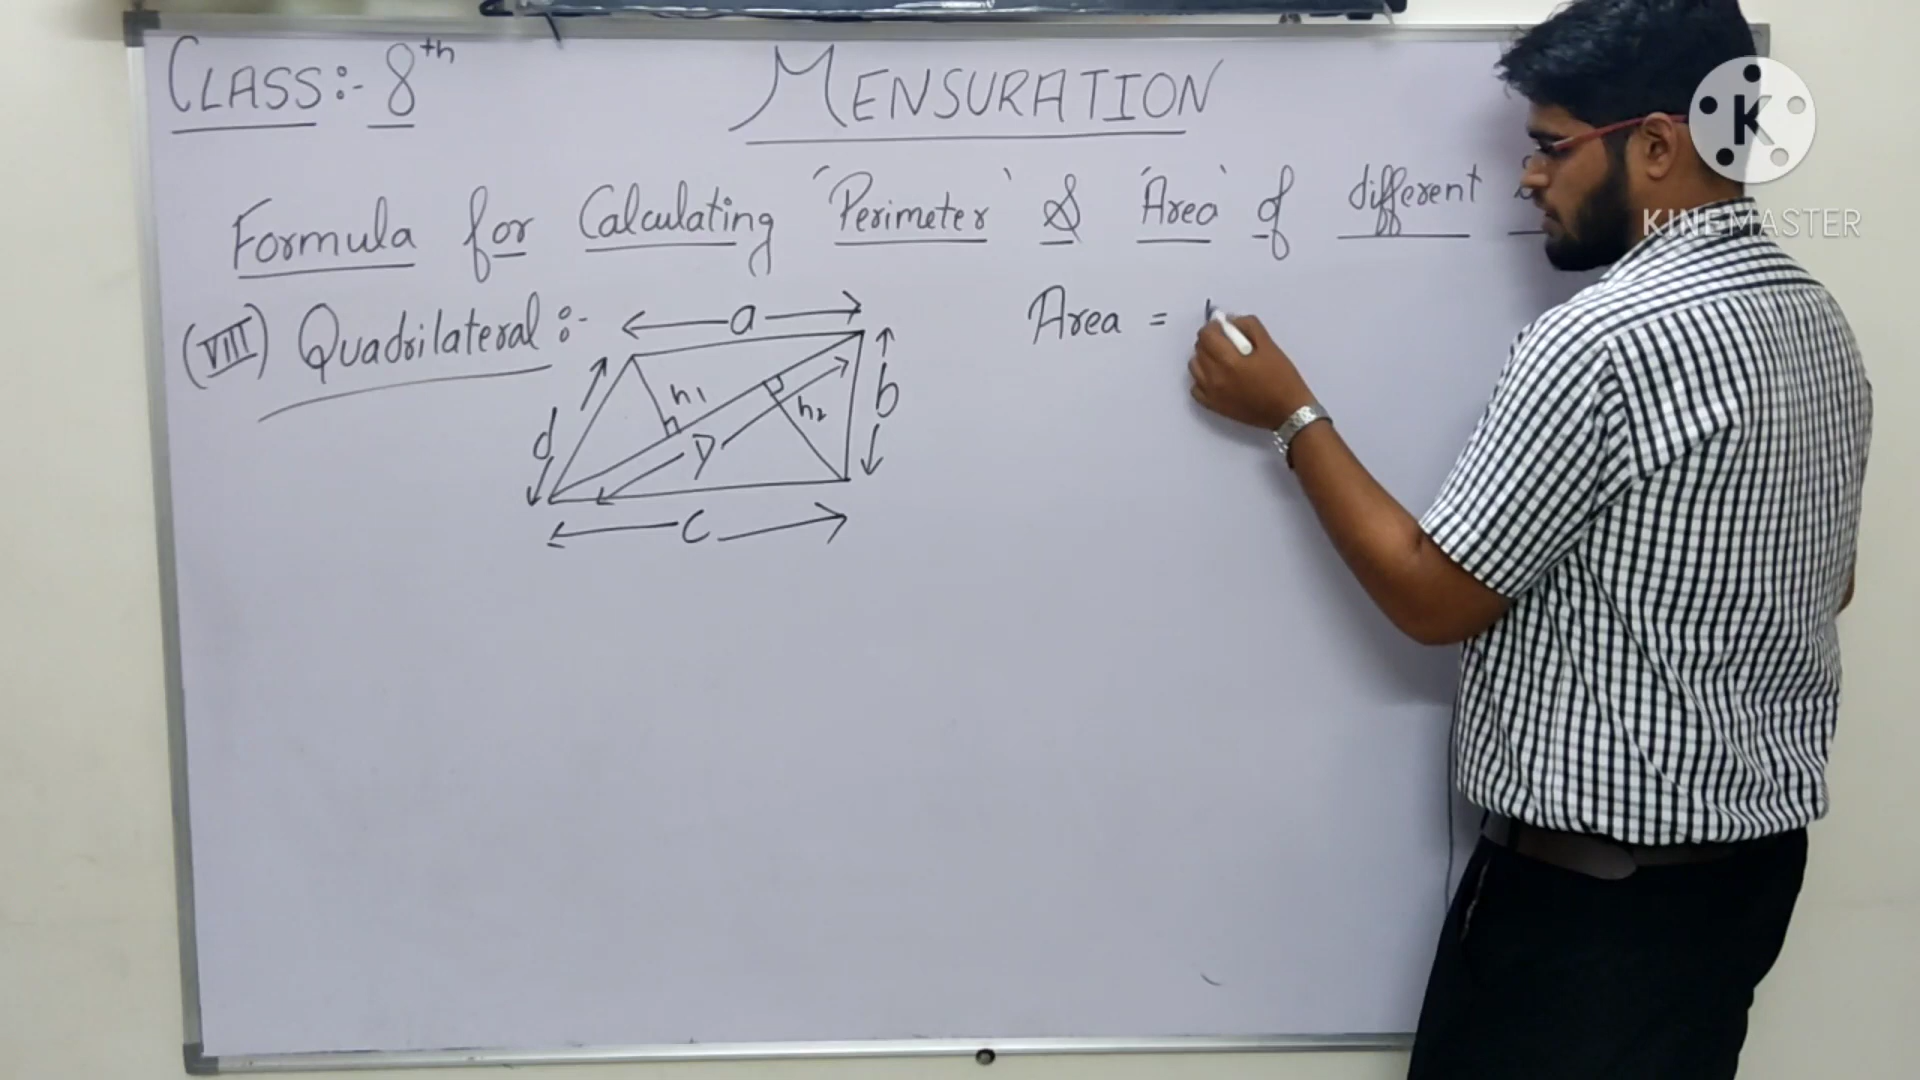 CLASS:- 8th
MENSURATION
Formula for Calculating 'Perimeter' & 'Area' of different
(VIII) Quadrilateral:-
a
Area =
h1
b
h2
d
D
c
K
KINEMASTER